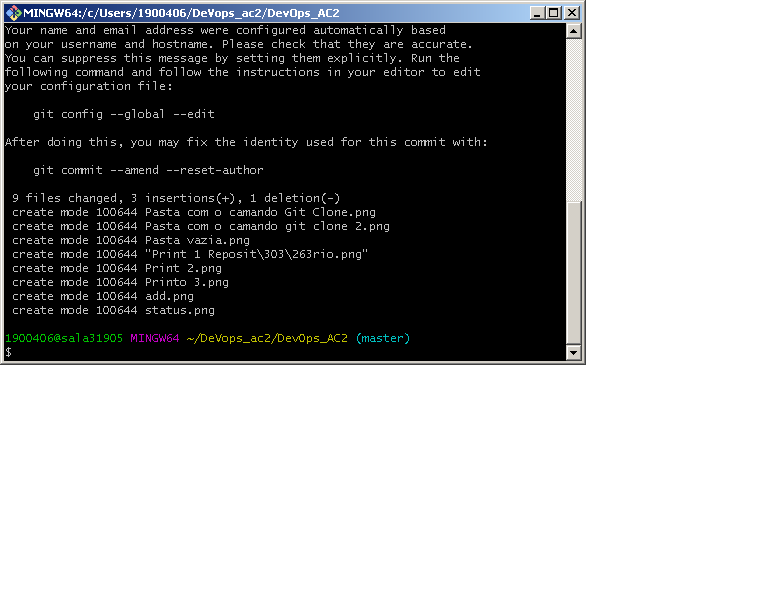 MINGW64:/c/Users/1900406/DeVops_ac2/DevOps_AC2
Your name and email address were configured automatically based
on your username and hostname. Please check that they are accurate.
You can suppress this message by setting them explicitly. Run the
following command and follow the instructions in your editor to edit
your configuration file:
git config --global --edit
After doing this, you may fix the identity used for this commit with:
git commit --amend --reset-author
9 files changed, 3 insertions(+), 1 deletion(-)
create mode 100644 Pasta com o camando Git Clone.png
create mode 100644 Pasta com o camando git clone 2.png
create mode 100644 Pasta vazia.png
create mode 100644 "Print 1 Reposit\303\263rio.png"
create mode 100644 Print 2.png
create mode 100644 Printo 3.png
create mode 100644 add.png
create mode 100644 status.png
1900406@sala31905 MINGW64 ~/DeVops_ac2/DevOps_AC2 (master)
$